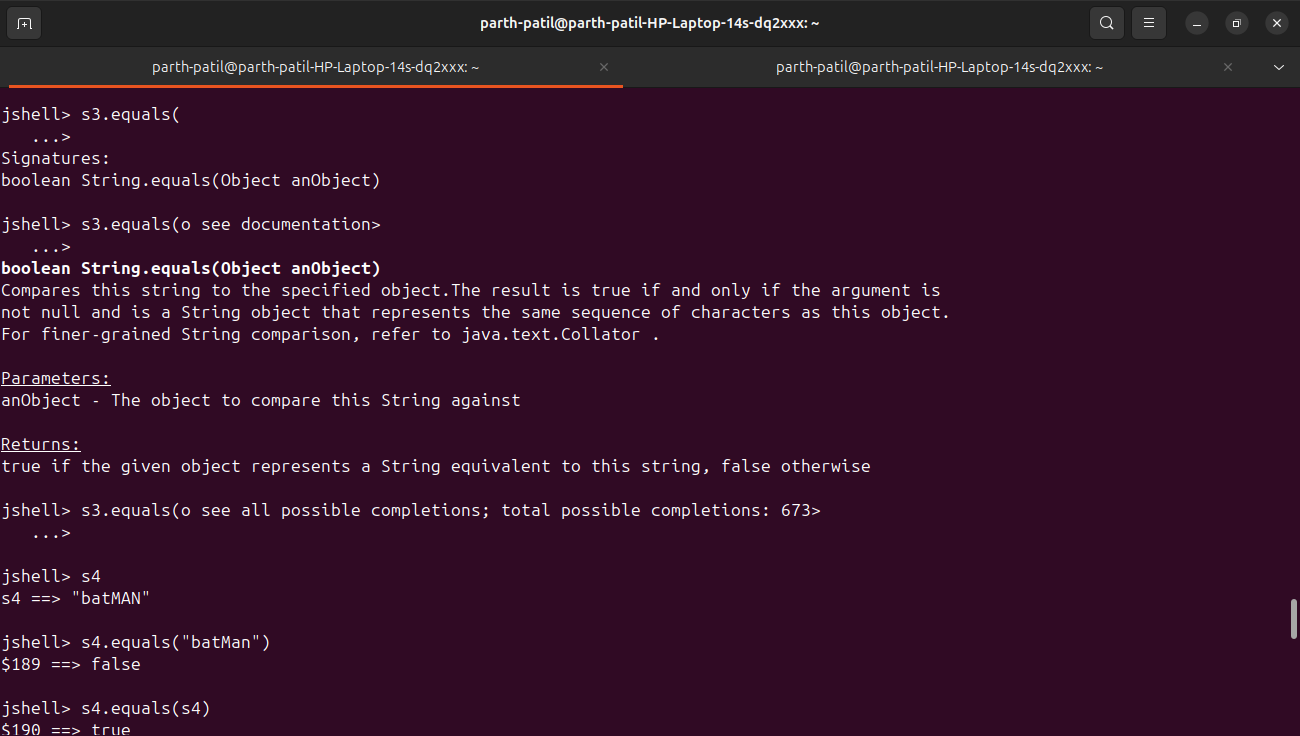 parth-patil@parth-patil-HP-Laptop-14s-dq2xxx: ~
parth-patil@parth-patil-HP-Laptop-14s-dq2xxx: ~
parth-patil@parth-patil-HP-Laptop-14s-dq2xxx: ~
jshell> s3.equals(
   ...>
Signatures:
boolean String.equals(Object anObject)
jshell> s3.equals(o see documentation>
   ...>
boolean String.equals(Object anObject)
Compares this string to the specified object.The result is true if and only if the argument is
not null and is a String object that represents the same sequence of characters as this object.
For finer-grained String comparison, refer to java.text.Collator .
Parameters:
anObject - The object to compare this String against
Returns:
true if the given object represents a String equivalent to this string, false otherwise
jshell> s3.equals(o see all possible completions; total possible completions: 673>
   ...>
jshell> s4
s4 ==> "batMAN"
jshell> s4.equals("batMan")
$189 ==> false
jshell> s4.equals(s4)
$190 ==> true